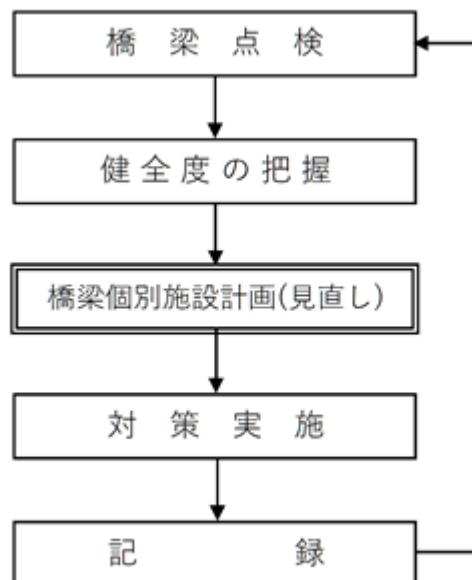 橋梁点検
健全度の把握
橋梁個別施設計画(見直し)
対策実施
記録